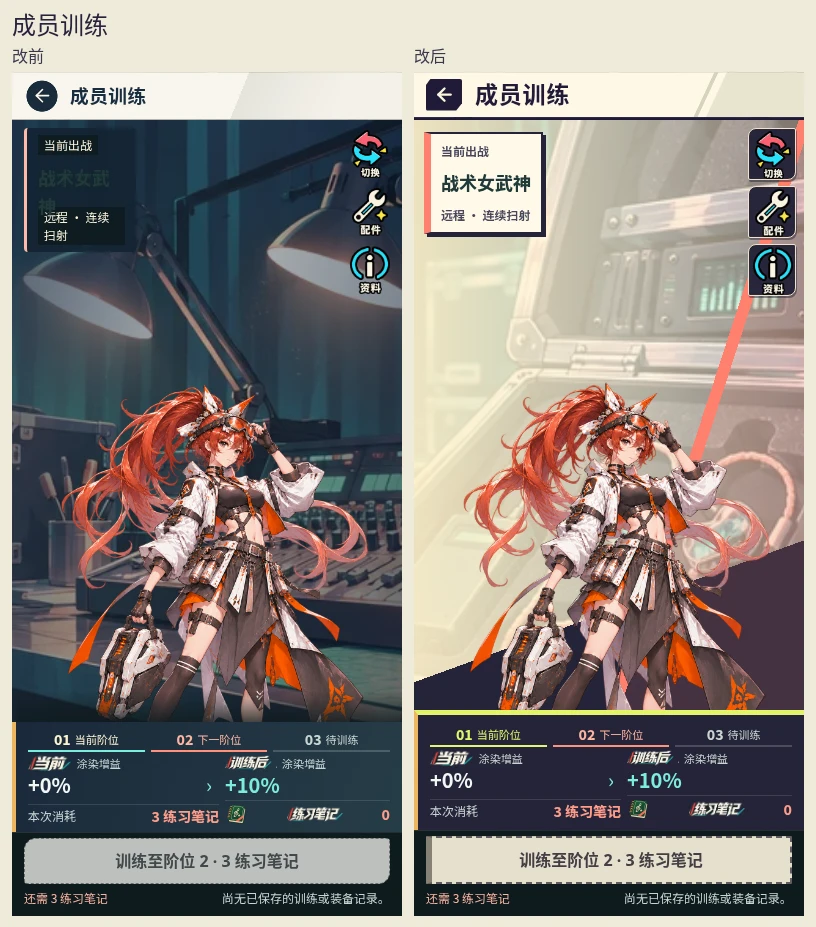 成员训练
改前
成员训练
当前出战
战术女武
神
远程 · 连续
扫射
切换
配件
资料
01 当前阶位
02 下一阶位
03 待训练
当前 涂染增益
训练后 . 涂染增益
+0%
›
+10%
本次消耗
3 练习笔记
练习笔记
0
训练至阶位 2 · 3 练习笔记
还需 3 练习笔记
尚无已保存的训练或装备记录。
改后
成员训练
当前出战
战术女武神
远程 · 连续扫射
切换
配件
资料
01 当前阶位
02 下一阶位
03 待训练
当前 涂染增益
训练后 . 涂染增益
+0%
›
+10%
本次消耗
3 练习笔记
练习笔记
0
训练至阶位 2 · 3 练习笔记
还需 3 练习笔记
尚无已保存的训练或装备记录。